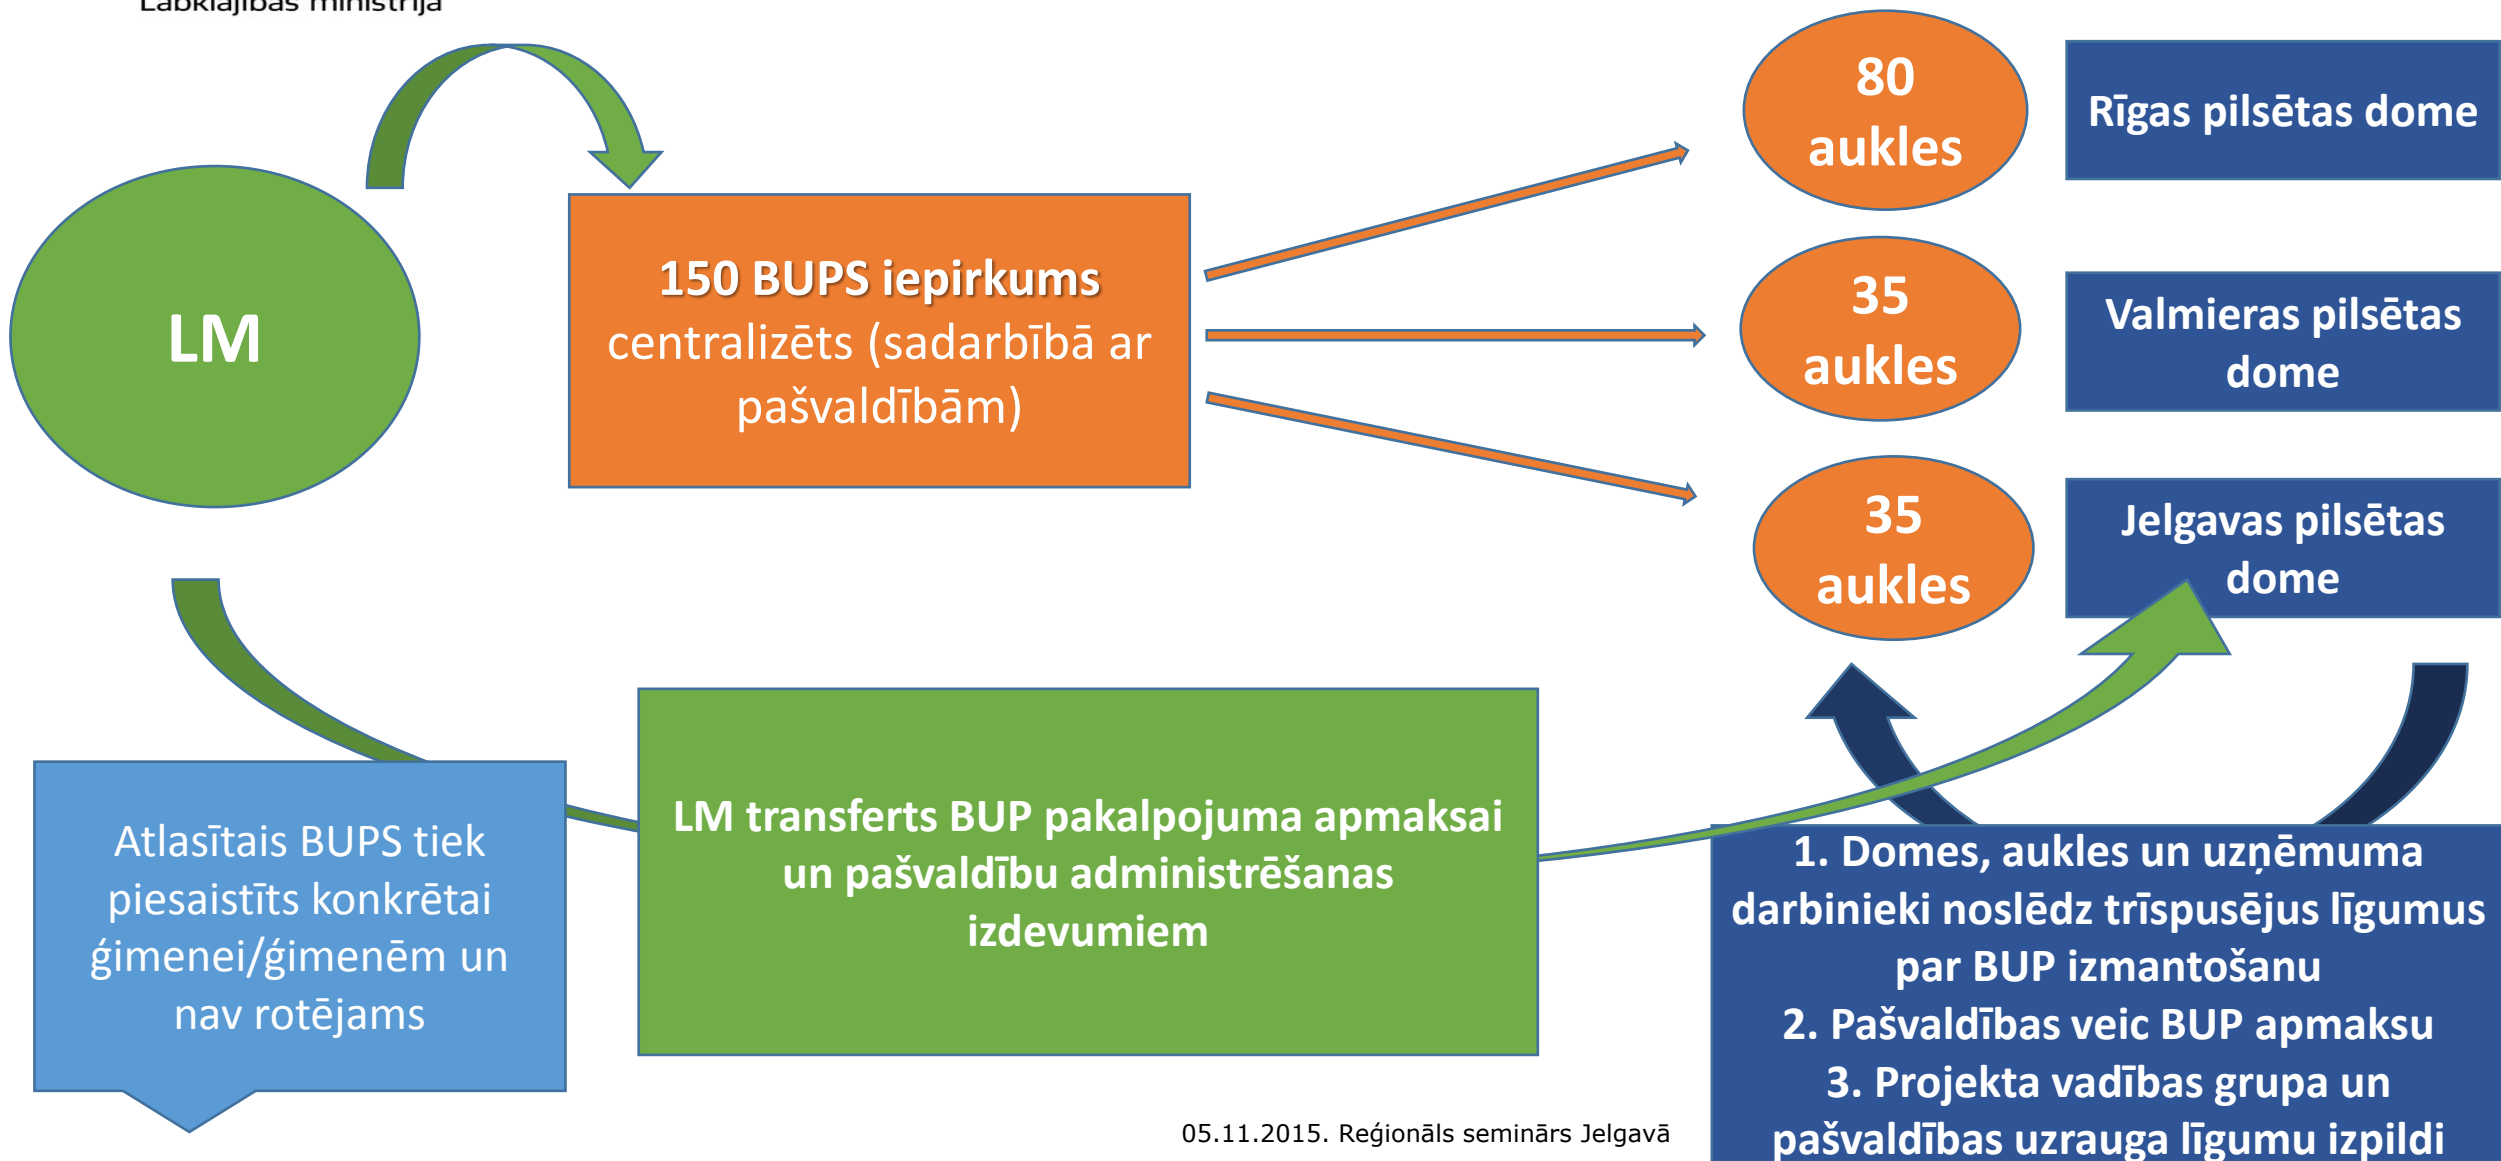 Labklājības ministrija
80
aukles
Rīgas pilsētas dome
LM
150 BUPS iepirkums
centralizēts (sadarbībā ar
pašvaldībām)
35
aukles
Valmieras pilsētas
dome
35
aukles
Jelgavas pilsētas
dome
Atlasītais BUPS tiek
piesaistīts konkrētai
ģimenei/ģimenēm un
nav rotējams
LM transferts BUP pakalpojuma apmaksai
un pašvaldību administrēšanas
izdevumiem
1. Domes, aukles un uzņēmuma
darbinieki noslēdz trīspusējus līgumus
par BUP izmantošanu
2. Pašvaldības veic BUP apmaksu
3. Projekta vadības grupa un
pašvaldības uzrauga līgumu izpildi
05.11.2015. Reģionāls seminārs Jelgavā